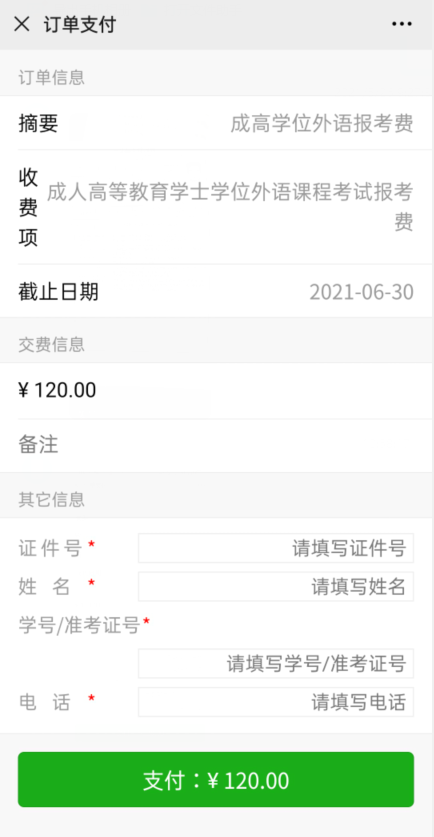 订单支付
订单信息
摘要 成高学位外语报考费
收费项 成人高等教育学士学位外语课程考试报考费
截止日期 2021-06-30
交费信息
¥ 120.00
备注
其它信息
证件号* 请填写证件号
姓 名 * 请填写姓名
学号/准考证号*
请填写学号/准考证号
电 话 * 请填写电话
支付：¥ 120.00